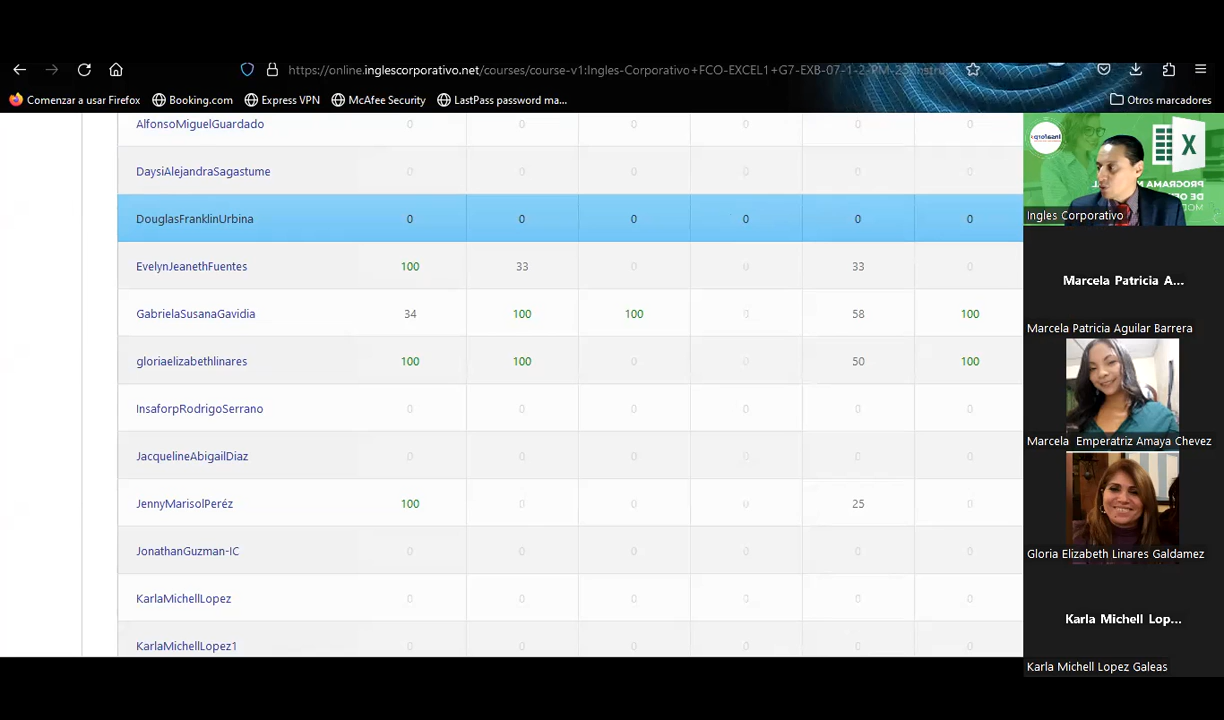 https://online.inglescorporativo.net/courses/course-v1:Ingles-Corporativo+FCO-EXCEL1+G7-EXB-07-1-2-PM-
Comenzar a usar Firefox Booking.com Express VPN McAfee Security LastPass password ma... Otros marcadores
AlfonsoMiguelGuardado 0 0 0 0 0 0
DaysiAlejandraSagastume 0 0 0 0 0 0
DouglasFranklinUrbina 0 0 0 0 0 0
EvelynJeanethFuentes 100 33 0 0 33 0
GabrielaSusanaGavidia 34 100 100 0 58 100
gloriaelizabethlinares 100 100 0 0 50 100
InsaforpRodrigoSerrano 0 0 0 0 0 0
JacquelineAbigailDiaz 0 0 0 0 0 0
JennyMarisolPeréz 100 0 0 0 25 0
JonathanGuzman-IC 0 0 0 0 0 0
KarlaMichellLopez 0 0 0 0 0 0
KarlaMichellLopez1 0 0 0 0 0 0
X
PROGRAMA
DE
Ingles Corporativo
Marcela Patricia A...
Marcela Patricia Aguilar Barrera
Marcela Emperatriz Amaya Chevez
Gloria Elizabeth Linares Galdamez
Karla Michell Lop...
Karla Michell Lopez Galeas